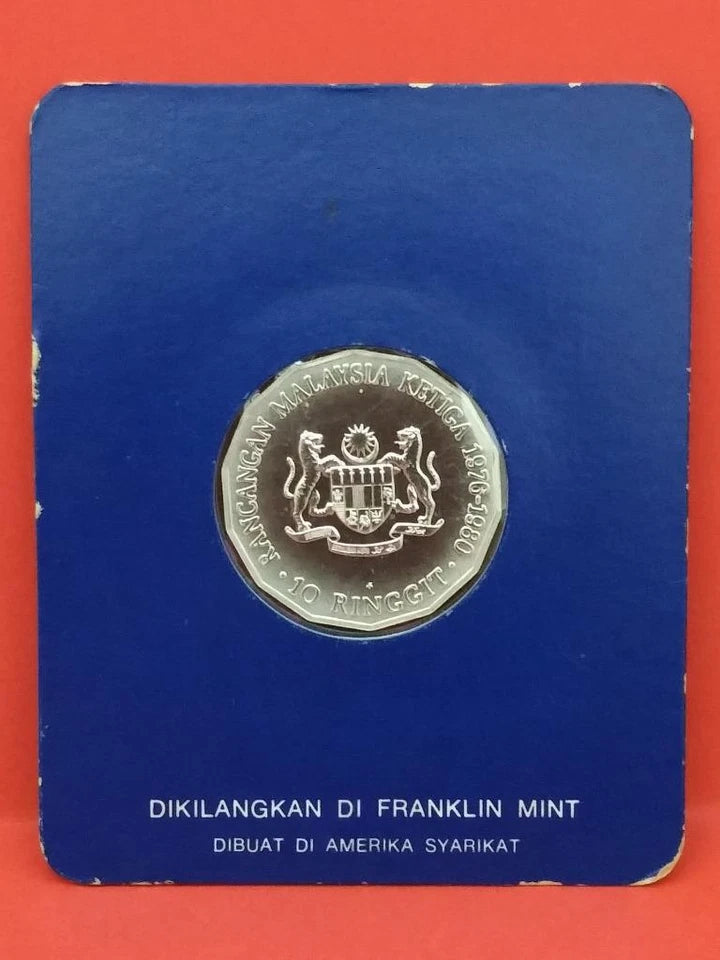 RANCANGAN MALAYSIA KETIGA 1976-1980
· 10 RINGGIT ·
DIKILANGKAN DI FRANKLIN MINT
DIBUAT DI AMERIKA SYARIKAT